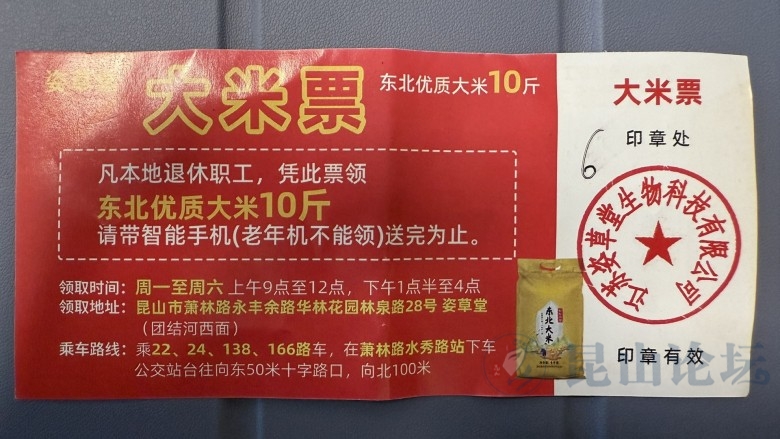 姿草堂
大米票
东北优质大米10斤
凡本地退休职工，凭此票领
东北优质大米10斤
请带智能手机(老年机不能领)送完为止。
领取时间：周一至周六 上午9点至12点，下午1点半至4点
领取地址：昆山市萧林路永丰余路华林花园林泉路28号 姿草堂
（团结河西面）
乘车路线：乘22、24、138、166路车，在萧林路水秀路站下车
公交站台往向东50米十字路口，向北100米
东北大米
大米票
印章处
6
江苏姿草堂生物科技有限公司
印章有效
昆山论坛